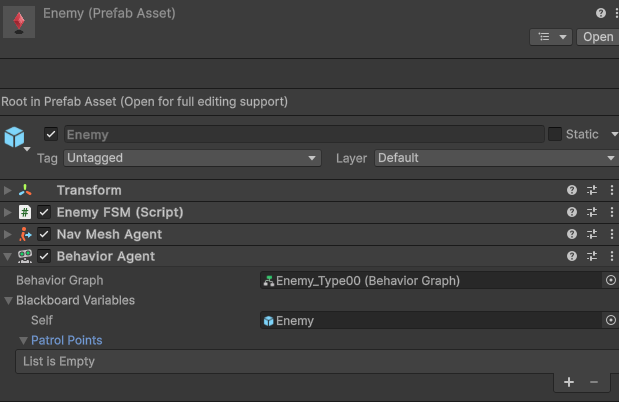 Enemy (Prefab Asset)
Open
Root in Prefab Asset (Open for full editing support)
Enemy
Static
Tag Untagged Layer Default
Transform
# Enemy FSM (Script)
Nav Mesh Agent
Behavior Agent
Behavior Graph Enemy_Type00 (Behavior Graph)
Blackboard Variables
Self Enemy
Patrol Points
List is Empty
+ −